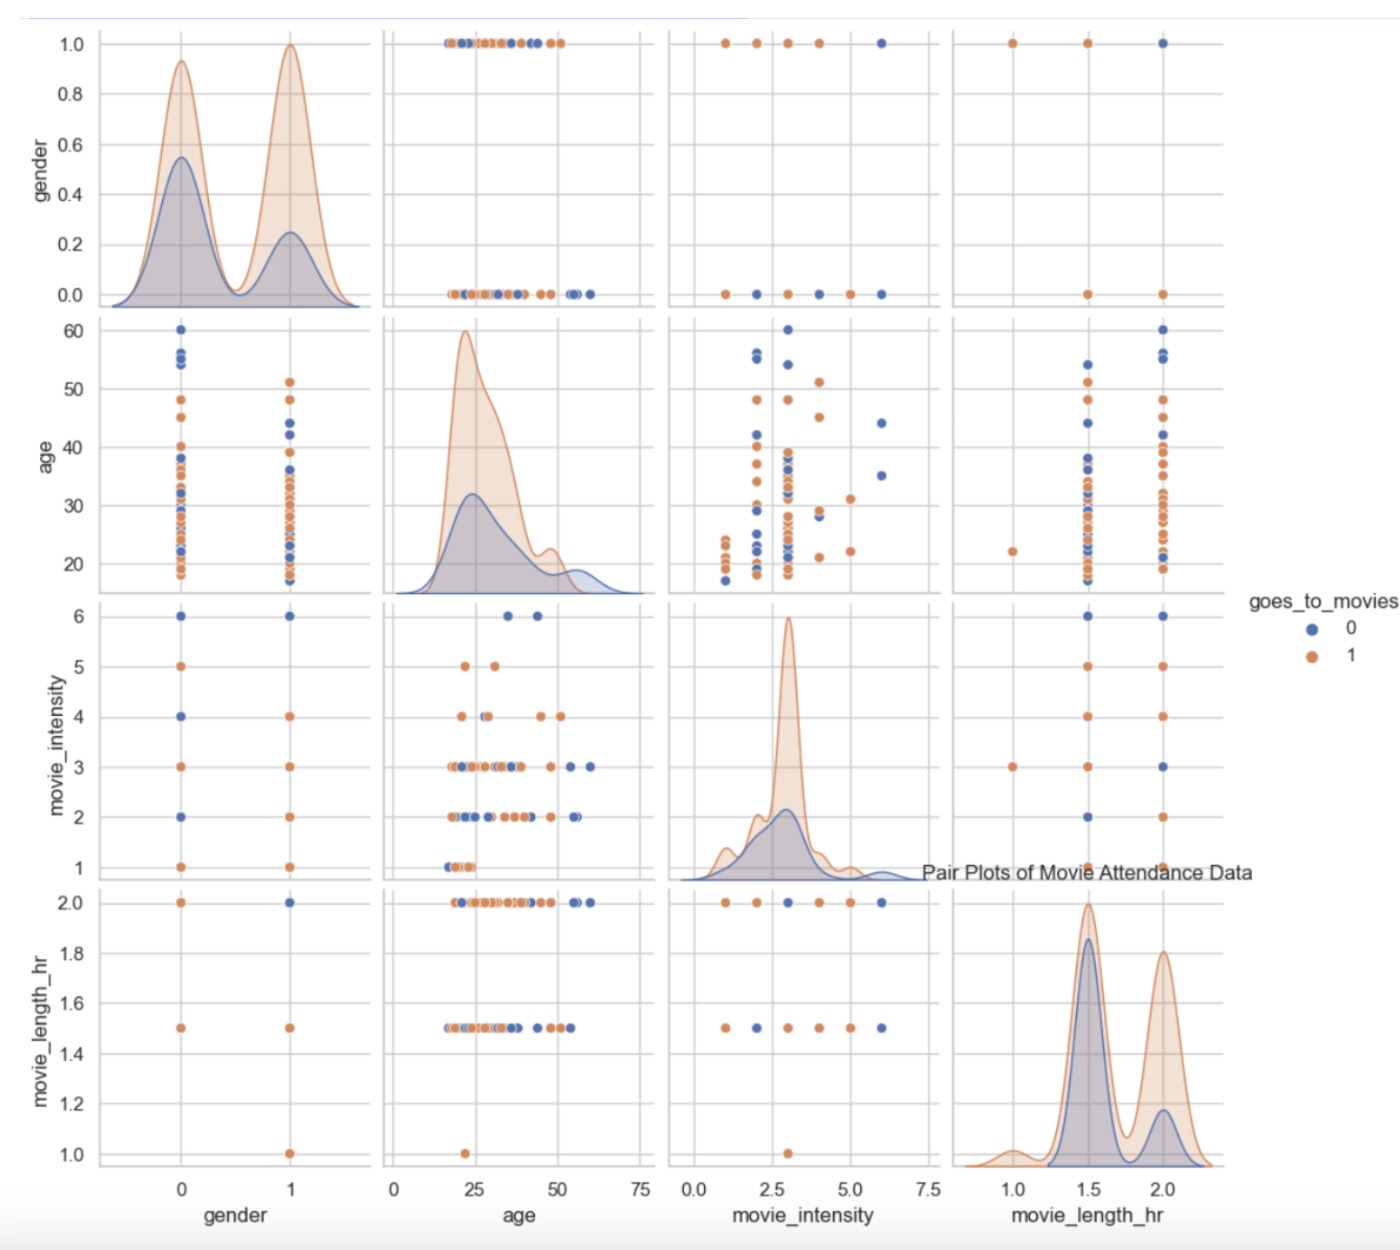 1.0
0.8
0.6
0.4
0.2
0.0
gender
60
50
40
30
20
age
6
5
4
3
2
1
movie_intensity
goes_to_movies
0
1
Pair Plots of Movie Attendance Data
2.0
1.8
1.6
1.4
1.2
1.0
movie_length_hr
0 1
gender
0 25 50 75
age
0.0 2.5 5.0 7.5
movie_intensity
1.0 1.5 2.0
movie_length_hr